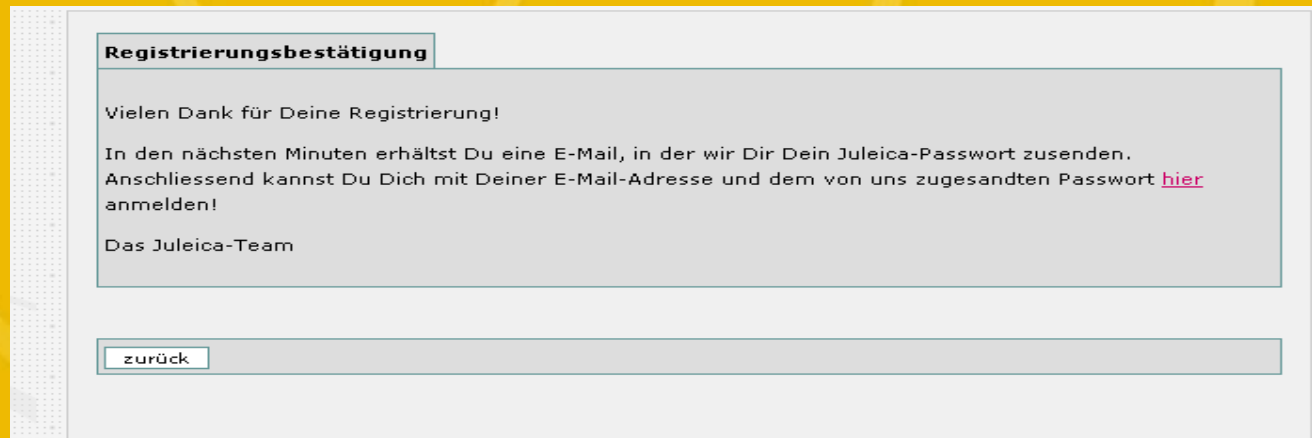 Registrierungsbestätigung
Vielen Dank für Deine Registrierung!
In den nächsten Minuten erhältst Du eine E-Mail, in der wir Dir Dein Juleica-Passwort zusenden.
Anschliessend kannst Du Dich mit Deiner E-Mail-Adresse und dem von uns zugesandten Passwort hier
anmelden!
Das Juleica-Team
zurück